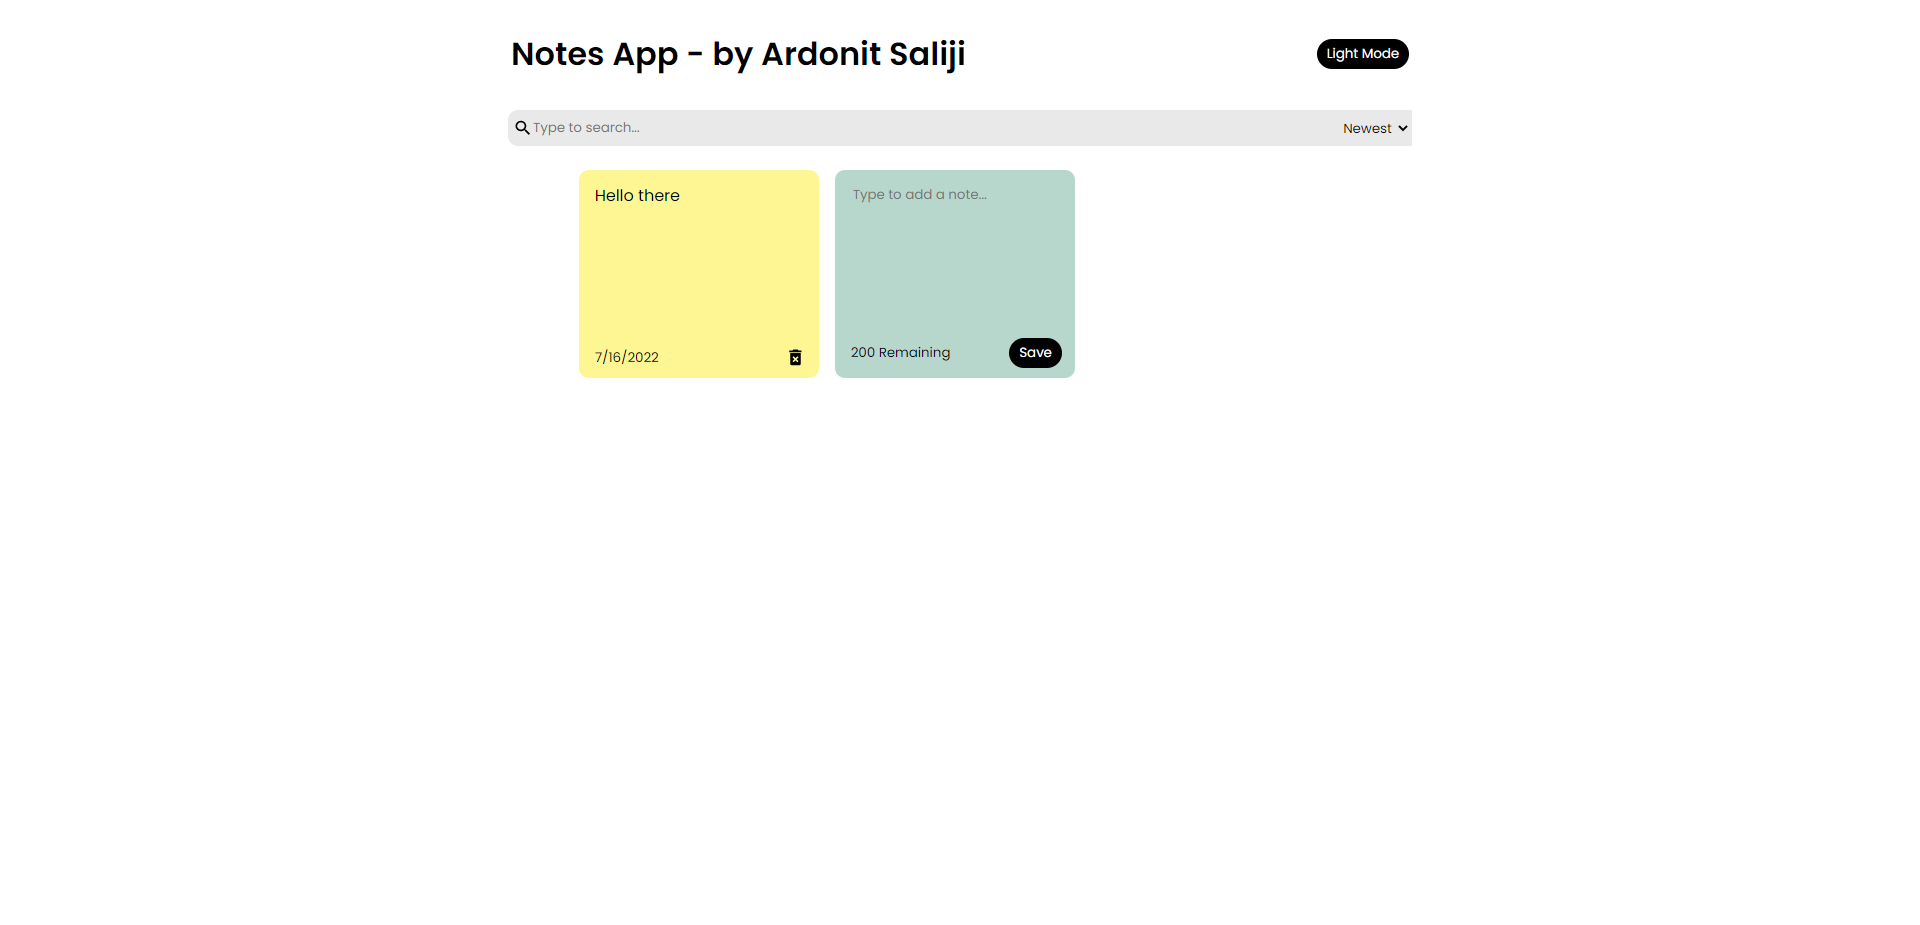 Notes App - by Ardonit Saliji
Light Mode
Type to search...
Newest
Hello there
7/16/2022
Type to add a note...
200 Remaining
Save